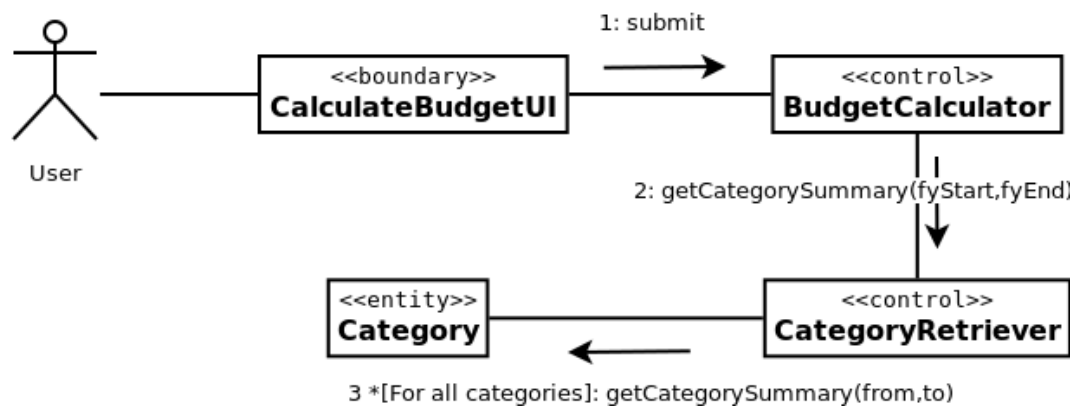 1: submit
<<boundary>>
CalculateBudgetUI
<<control>>
BudgetCalculator
User
2: getCategorySummary(fyStart,fyEnd)
<<entity>>
Category
<<control>>
CategoryRetriever
3 *[For all categories]: getCategorySummary(from,to)